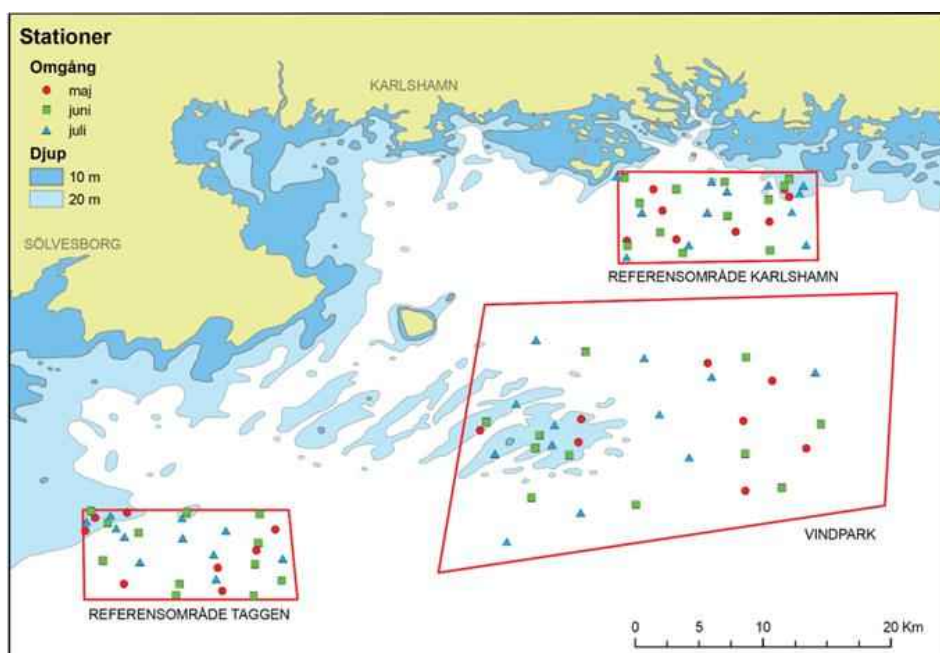 Stationer
Omgång
maj
juni
juli
Djup
10 m
20 m
KARLSHAMN
SÖLVESBORG
REFERENSOMRÅDE KARLSHAMN
VINDPARK
REFERENSOMRÅDE TAGGEN
0 5 10 20 Km